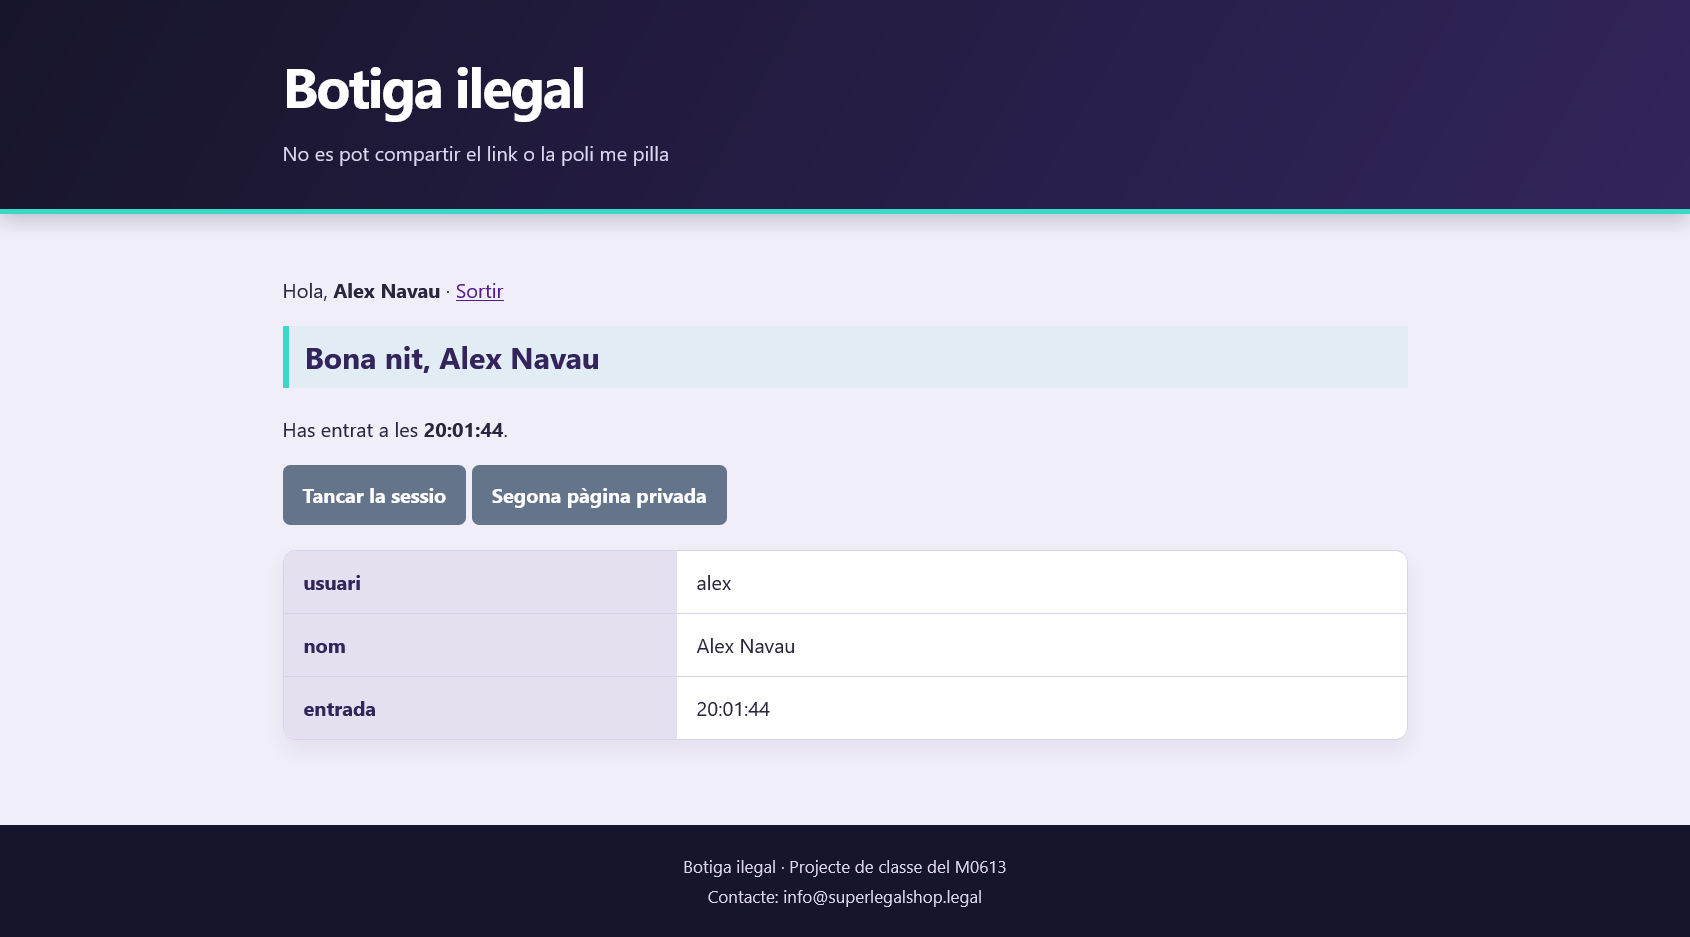 Botiga ilegal
No es pot compartir el link o la poli me pilla
Hola, Alex Navau · Sortir
Bona nit, Alex Navau
Has entrat a les 20:01:44.
Tancar la sessio Segona pàgina privada
usuari alex
nom Alex Navau
entrada 20:01:44
Botiga ilegal · Projecte de classe del M0613
Contacte: info@superlegalshop.legal